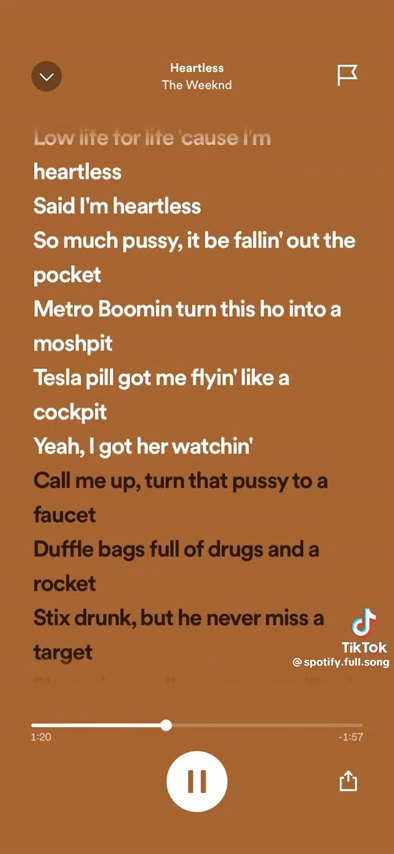 Heartless
The Weeknd
Low life for life 'cause I'm
heartless
Said I'm heartless
So much pussy, it be fallin' out the
pocket
Metro Boomin turn this ho into a
moshpit
Tesla pill got me flyin' like a
cockpit
Yeah, I got her watchin'
Call me up, turn that pussy to a
faucet
Duffle bags full of drugs and a
rocket
Stix drunk, but he never miss a
target
TikTok
@spotify.full.song
1:20
-1:57